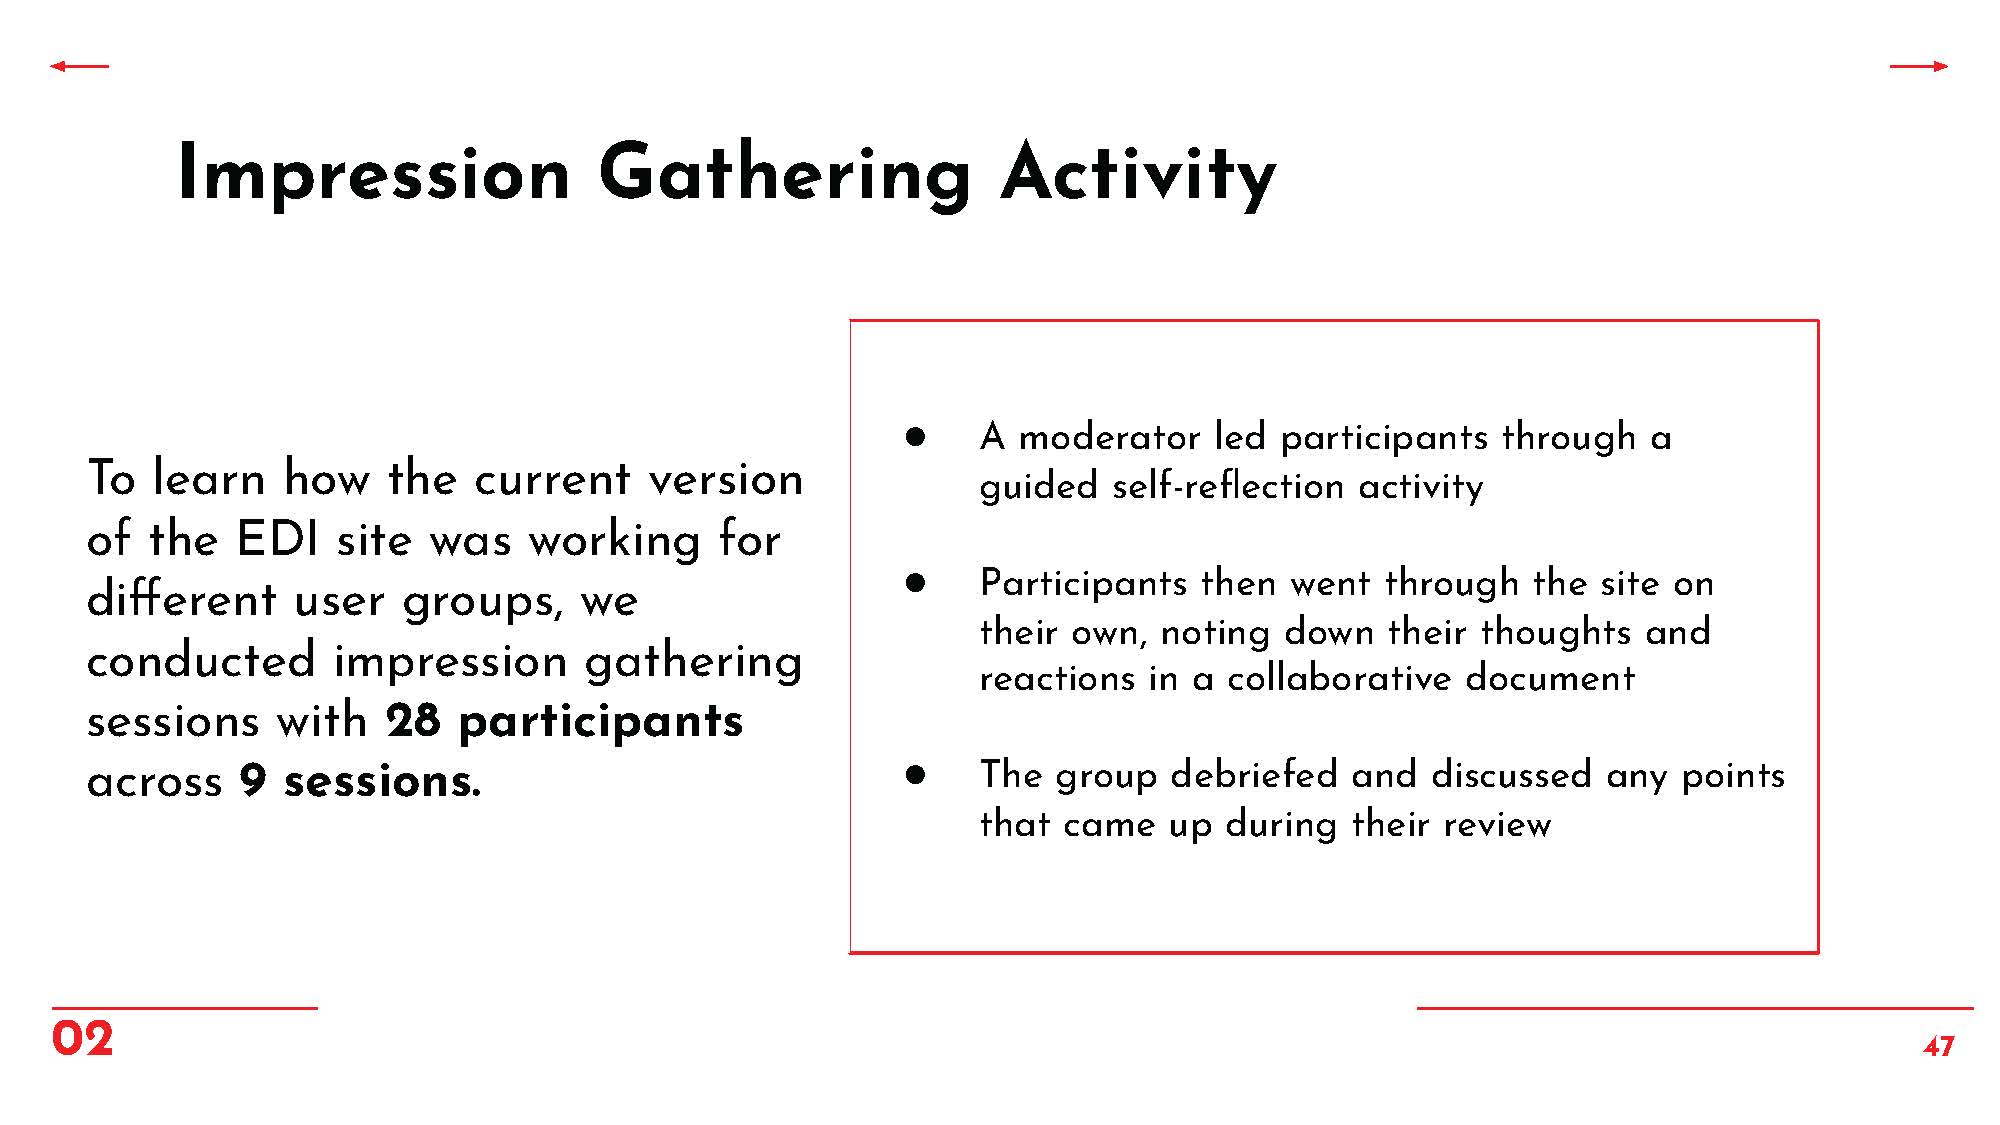 Impression Gathering Activity
To learn how the current version
of the EDI site was working for
different user groups, we
conducted impression gathering
sessions with 28 participants
across 9 sessions.
● A moderator led participants through a
guided self-reflection activity
● Participants then went through the site on
their own, noting down their thoughts and
reactions in a collaborative document
● The group debriefed and discussed any points
that came up during their review
02
47